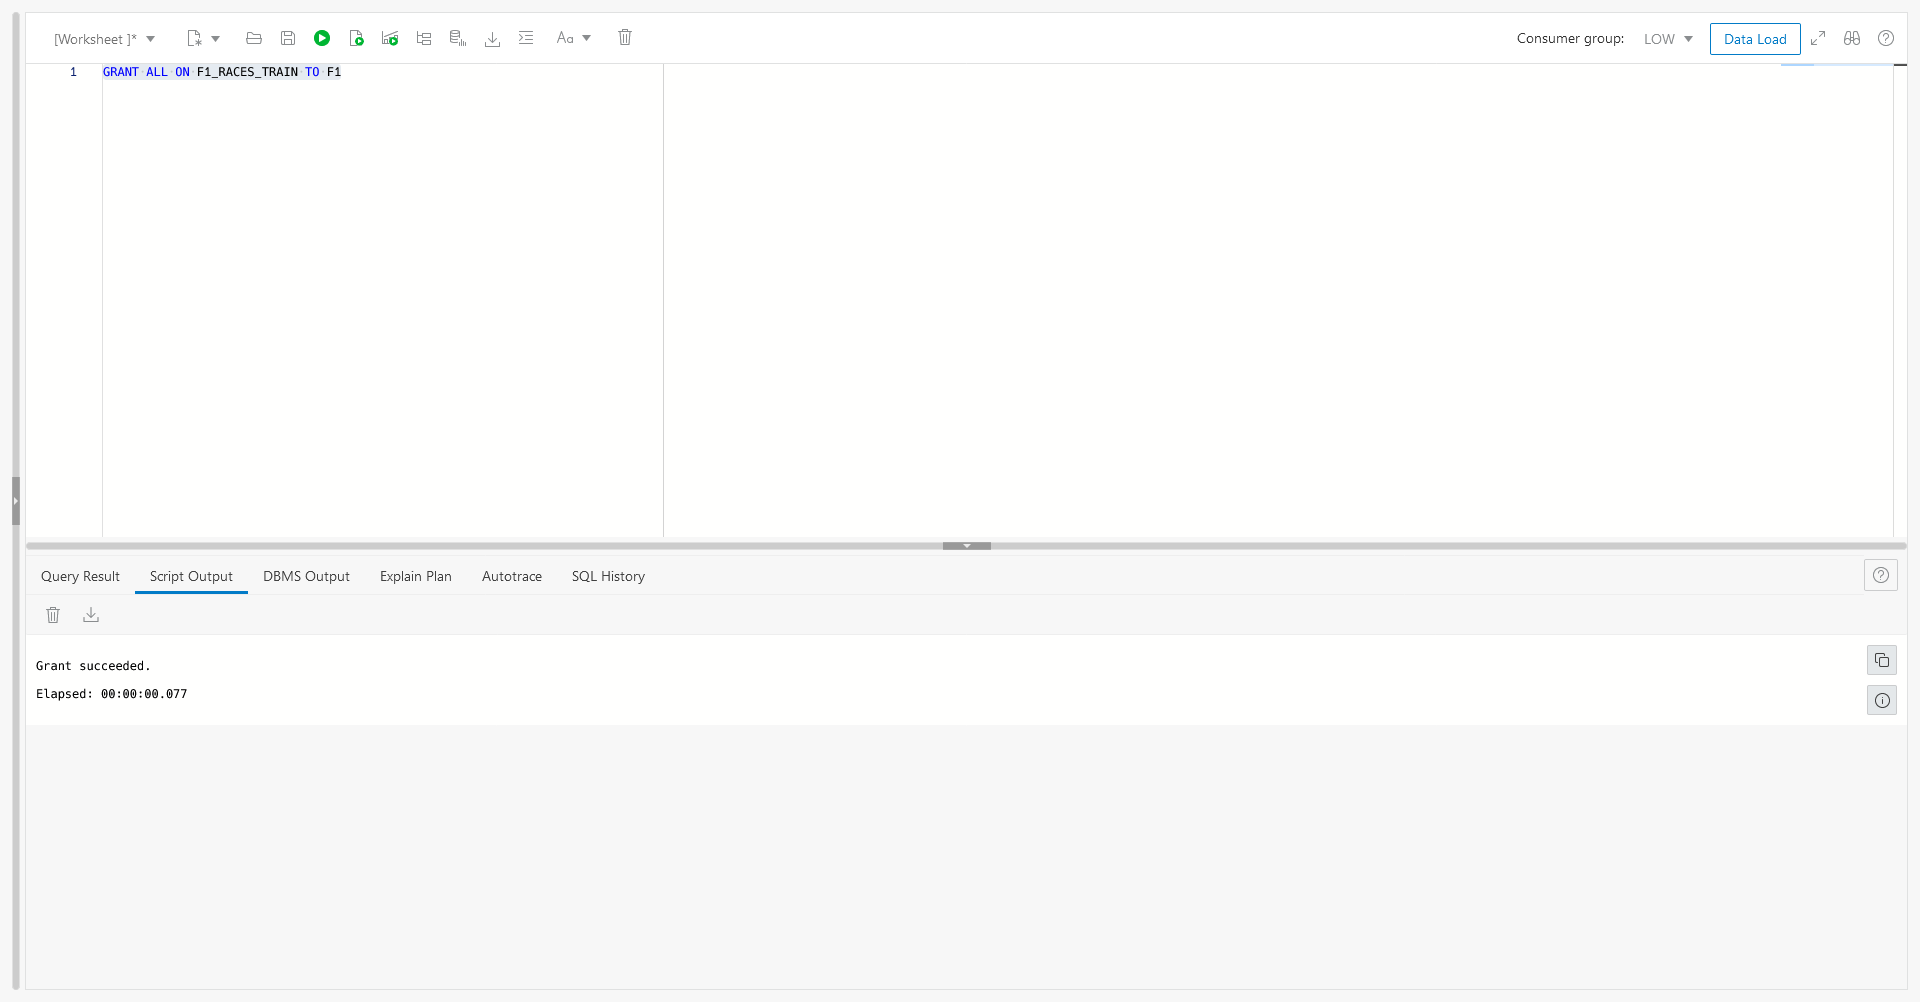 [Worksheet ]*
Aa
Consumer group: LOW Data Load
1 GRANT ALL ON F1_RACES_TRAIN TO F1
Query Result Script Output DBMS Output Explain Plan Autotrace SQL History
Grant succeeded.
Elapsed: 00:00:00.077